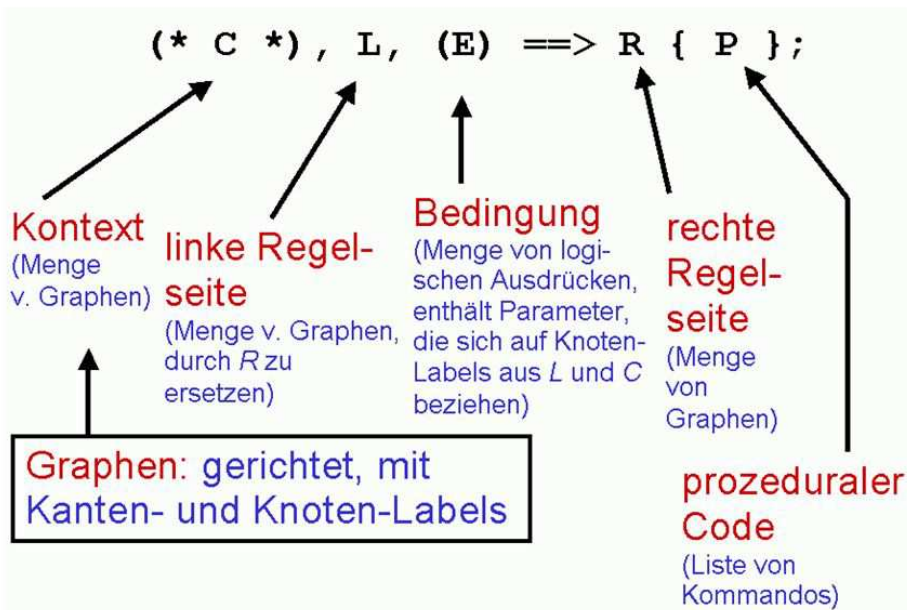 (* C *), L, (E) ==> R { P };
Kontext
(Menge
v. Graphen)
linke Regel-
seite
(Menge v. Graphen,
durch R zu
ersetzen)
Bedingung
(Menge von logi-
schen Ausdrücken,
enthält Parameter,
die sich auf Knoten-
Labels aus L und C
beziehen)
rechte
Regel-
seite
(Menge
von
Graphen)
Graphen: gerichtet, mit
Kanten- und Knoten-Labels
prozeduraler
Code
(Liste von
Kommandos)